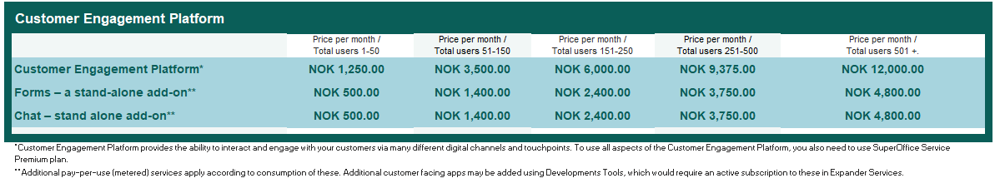 Customer Engagement Platform
Price per month / Price per month / Price per month / Price per month / Price per month /
Total users 1-50 Total users 51-150 Total users 151-250 Total users 251-500 Total users 501 +.
Customer Engagement Platform* NOK 1,250.00 NOK 3,500.00 NOK 6,000.00 NOK 9,375.00 NOK 12,000.00
Forms – a stand-alone add-on** NOK 500.00 NOK 1,400.00 NOK 2,400.00 NOK 3,750.00 NOK 4,800.00
Chat – stand alone add-on** NOK 500.00 NOK 1,400.00 NOK 2,400.00 NOK 3,750.00 NOK 4,800.00
*Customer Engagement Platform provides the ability to interact and engage with your customers via many different digital channels and touchpoints. To use all aspects of the Customer Engagement Platform, you also need to use SuperOffice Service
Premium plan.
**Additional pay-per-use (metered) services apply according to consumption of these. Additional customer facing apps may be added using Developments Tools, which would require an active subscription to these in Expander Services.